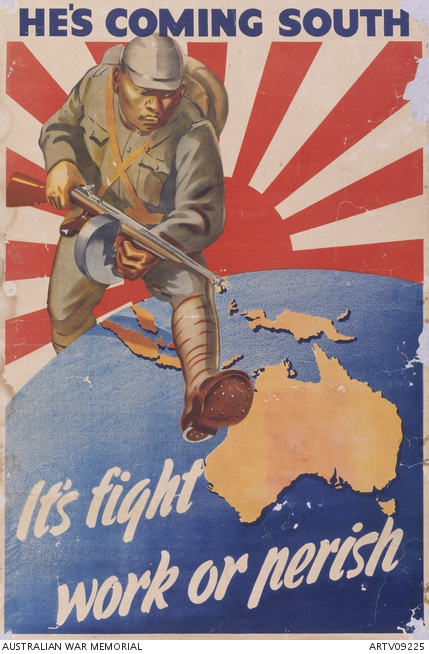 HE'S COMING SOUTH
It's fight
work or perish
AUSTRALIAN WAR MEMORIAL
ARTV09225